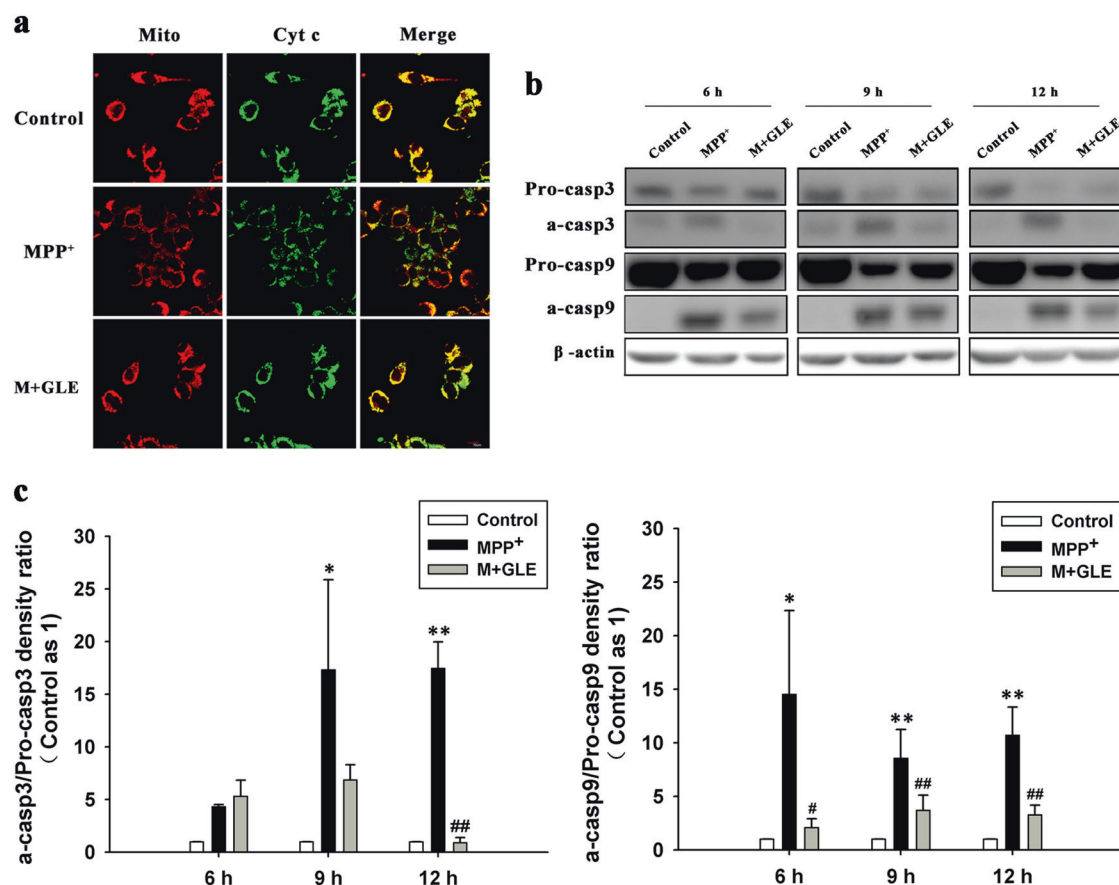 a
Mito Cyt c Merge
Control
MPP⁺
M+GLE
b
6 h 9 h 12 h
Control MPP⁺ M+GLE Control MPP⁺ M+GLE Control MPP⁺ M+GLE
Pro-casp3
a-casp3
Pro-casp9
a-casp9
β -actin
c
a-casp3/Pro-casp3 density ratio
( Control as 1)
30
25
20
15
10
5
0
Control
MPP⁺
M+GLE
*
**
##
6 h 9 h 12 h
a-casp9/Pro-casp9 density ratio
( Control as 1)
30
25
20
15
10
5
0
Control
MPP⁺
M+GLE
*
#
**
##
**
##
6 h 9 h 12 h